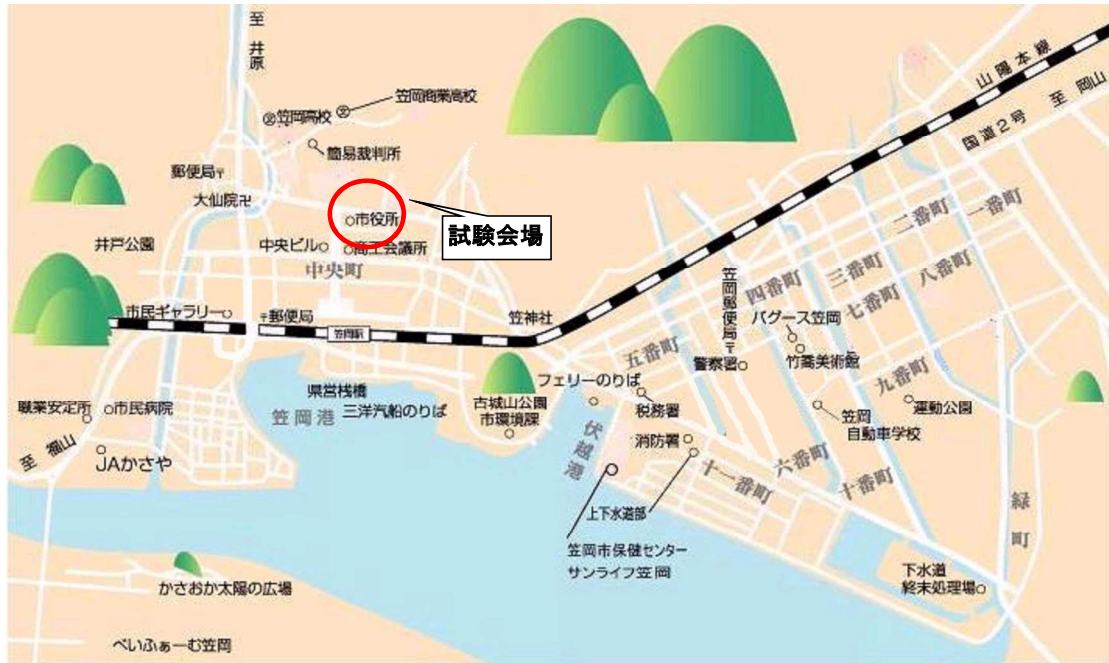 至 井原
笠岡商業高校
笠岡高校
簡易裁判所
郵便局〒
大仙院卍
市役所
試験会場
井戸公園
中央ビル
商工会議所
中央町
市民ギャラリー
〒郵便局
笠岡駅
笠神社
山陽本線
国道2号
至 岡山
一番町
二番町
三番町
四番町
五番町
六番町
七番町
八番町
九番町
十番町
十一番町
緑町
笠岡郵便局〒
バグース笠岡
竹喬美術館
警察署
運動公園
笠岡
自動車学校
フェリーのりば
税務署
消防署
伏越港
上下水道部
笠岡市保健センター
サンライフ笠岡
下水道
終末処理場
古城山公園
市環境課
県営桟橋
三洋汽船のりば
笠岡港
職業安定所
市民病院
至 福山
JAかさや
かさおか太陽の広場
べいふぁーむ笠岡